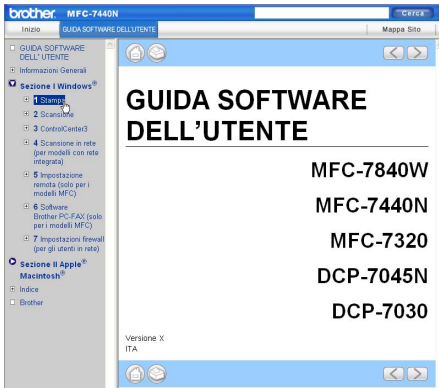 brother. MFC-7440N
Cerca
Inizio
GUIDA SOFTWARE DELL'UTENTE
Mappa Sito
GUIDA SOFTWARE
DELL' UTENTE
Informazioni Generali
Sezione I Windows®
1 Stampa
2 Scansione
3 ControlCenter3
4 Scansione in rete
(per modelli con rete
integrata)
5 Impostazione
remota (solo per i
modelli MFC)
6 Software
Brother PC-FAX (solo
per i modelli MFC)
7 Impostazioni firewall
(per gli utenti in rete)
Sezione II Apple®
Macintosh®
Indice
Brother
GUIDA SOFTWARE
DELL'UTENTE
MFC-7840W
MFC-7440N
MFC-7320
DCP-7045N
DCP-7030
Versione X
ITA